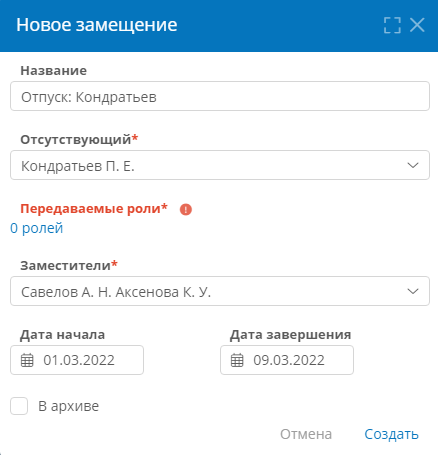 Новое замещение
Название
Отпуск: Кондратьев
Отсутствующий*
Кондратьев П. Е.
Передаваемые роли*
0 ролей
Заместители*
Савелов А. Н. Аксенова К. У.
Дата начала Дата завершения
01.03.2022 09.03.2022
В архиве
Отмена Создать